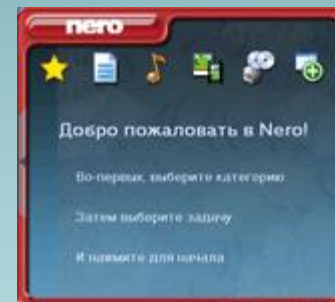 nero
Добро пожаловать в Nero!
Во-первых, выберите категорию
Затем выберите задачу
И нажмите для начала